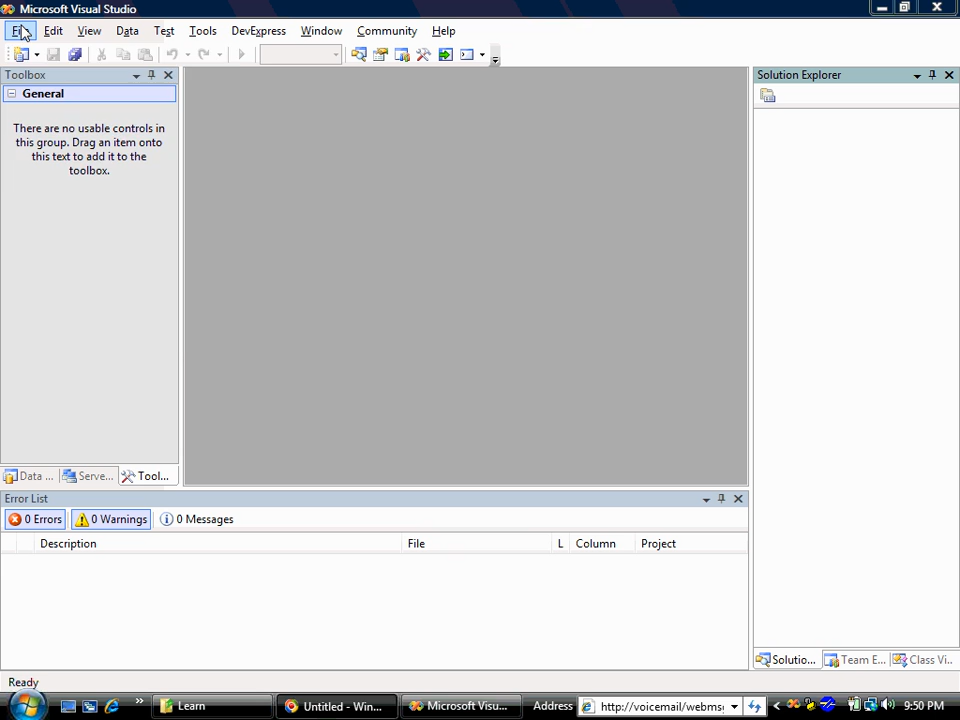 Microsoft Visual Studio
Edit View Data Test Tools DevExpress Window Community Help
Toolbox
General
There are no usable controls in
this group. Drag an item onto
this text to add it to the
toolbox.
Solution Explorer
Data ... Serve... Tool...
Error List
0 Errors 0 Warnings 0 Messages
Description File L Column Project
Solutio... Team E... Class Vi...
Ready
Learn Untitled - Win... Microsoft Visu... Address http://voicemail/webms 9:50 PM